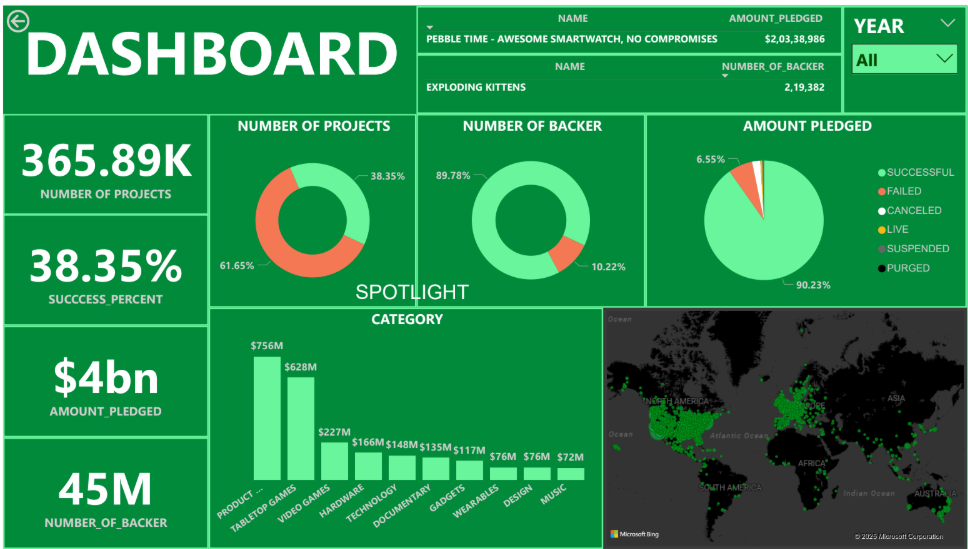 DASHBOARD
NAME AMOUNT_PLEDGED
PEBBLE TIME - AWESOME SMARTWATCH, NO COMPROMISES $2,03,38,986
NAME NUMBER_OF_BACKER
EXPLODING KITTENS 2,19,382
YEAR
All
365.89K
NUMBER OF PROJECTS
38.35%
SUCCCESS_PERCENT
$4bn
AMOUNT_PLEDGED
45M
NUMBER_OF_BACKER
NUMBER OF PROJECTS
38.35%
61.65%
NUMBER OF BACKER
89.78%
10.22%
AMOUNT PLEDGED
6.55%
90.23%
SUCCESSFUL
FAILED
CANCELED
LIVE
SUSPENDED
PURGED
SPOTLIGHT
CATEGORY
$756M
$628M
$227M
$166M
$148M
$135M
$117M
$76M
$76M
$72M
PRODUCT ...
TABLETOP GAMES
VIDEO GAMES
HARDWARE
TECHNOLOGY
DOCUMENTARY
GADGETS
WEARABLES
DESIGN
MUSIC
Ocean
NORTH AMERICA
EUROPE
ASIA
Ocean
Atlantic Ocean
AFRICA
SOUTH AMERICA
Indian Ocean
AUSTRALIA
Microsoft Bing
© 2025 Microsoft Corporation